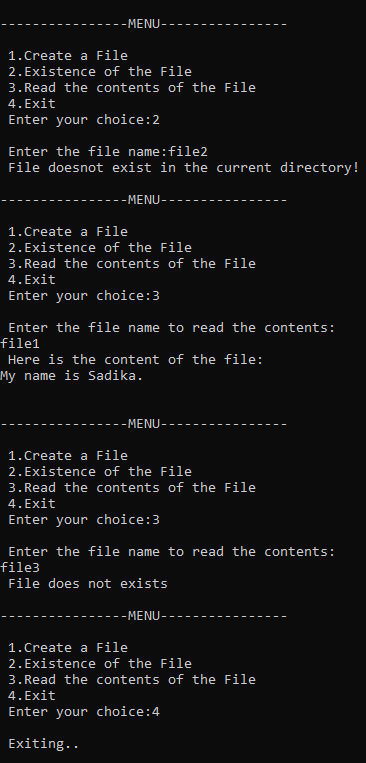 ----------------MENU----------------
1.Create a File
2.Existence of the File
3.Read the contents of the File
4.Exit
Enter your choice:2
Enter the file name:file2
File doesnot exist in the current directory!
----------------MENU----------------
1.Create a File
2.Existence of the File
3.Read the contents of the File
4.Exit
Enter your choice:3
Enter the file name to read the contents:
file1
Here is the content of the file:
My name is Sadika.
----------------MENU----------------
1.Create a File
2.Existence of the File
3.Read the contents of the File
4.Exit
Enter your choice:3
Enter the file name to read the contents:
file3
File does not exists
----------------MENU----------------
1.Create a File
2.Existence of the File
3.Read the contents of the File
4.Exit
Enter your choice:4
Exiting..